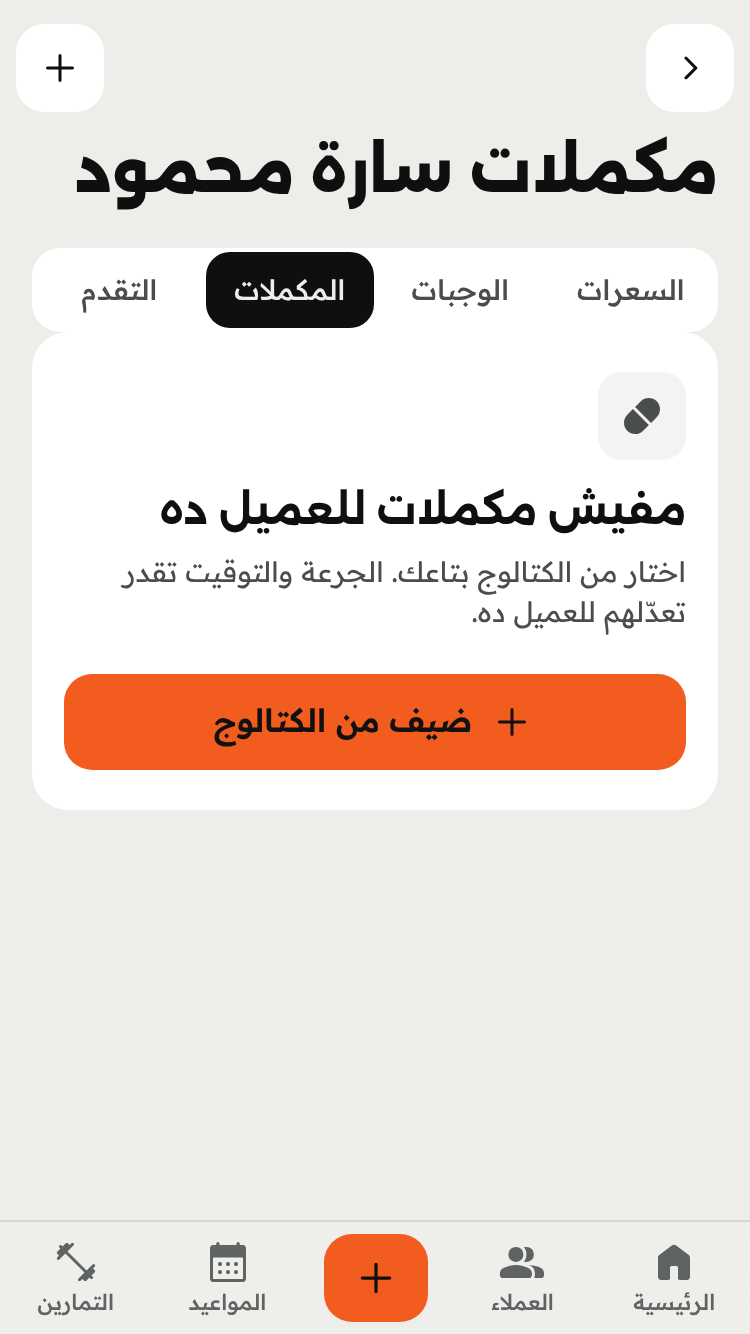 مكملات سارة محمود
السعرات
الوجبات
المكملات
التقدم
مفيش مكملات للعميل ده
اختار من الكتالوج بتاعك. الجرعة والتوقيت تقدر
تعدّلهم للعميل ده.
ضيف من الكتالوج
الرئيسية
العملاء
المواعيد
التمارين